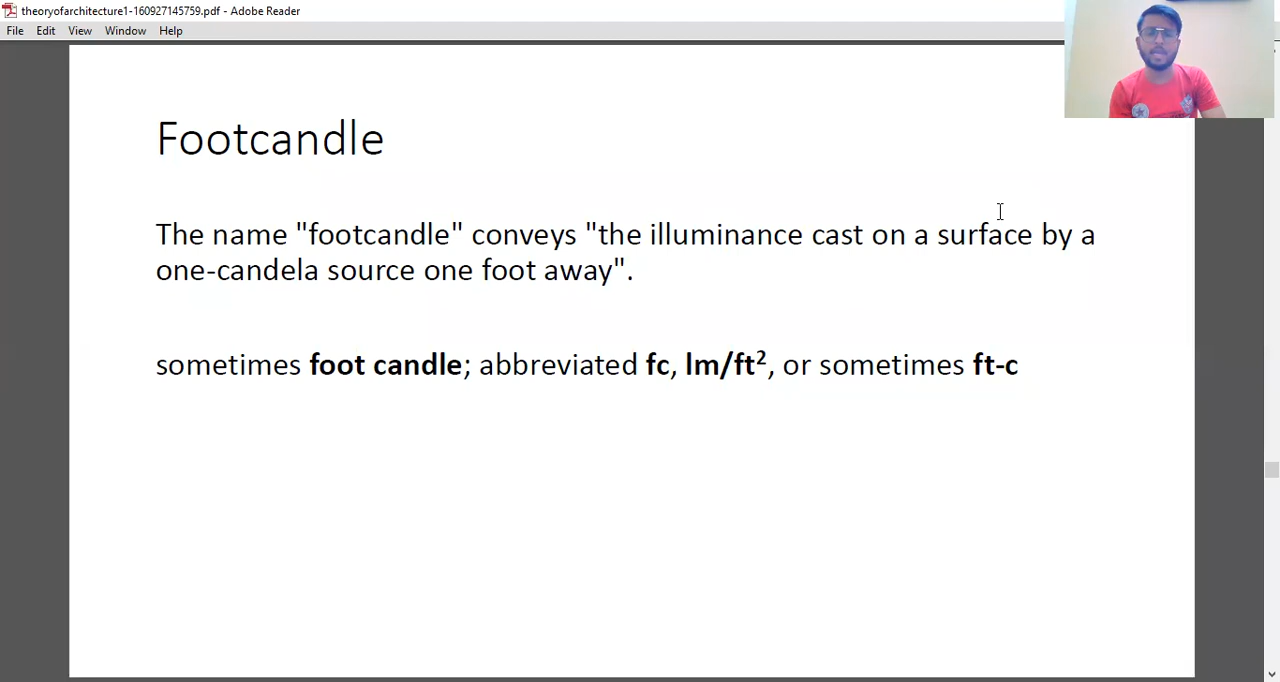 theoryofarchitecture1-160927145759.pdf - Adobe Reader
File Edit View Window Help
Footcandle
The name "footcandle" conveys "the illuminance cast on a surface by a
one-candela source one foot away".
sometimes foot candle; abbreviated fc, lm/ft², or sometimes ft-c